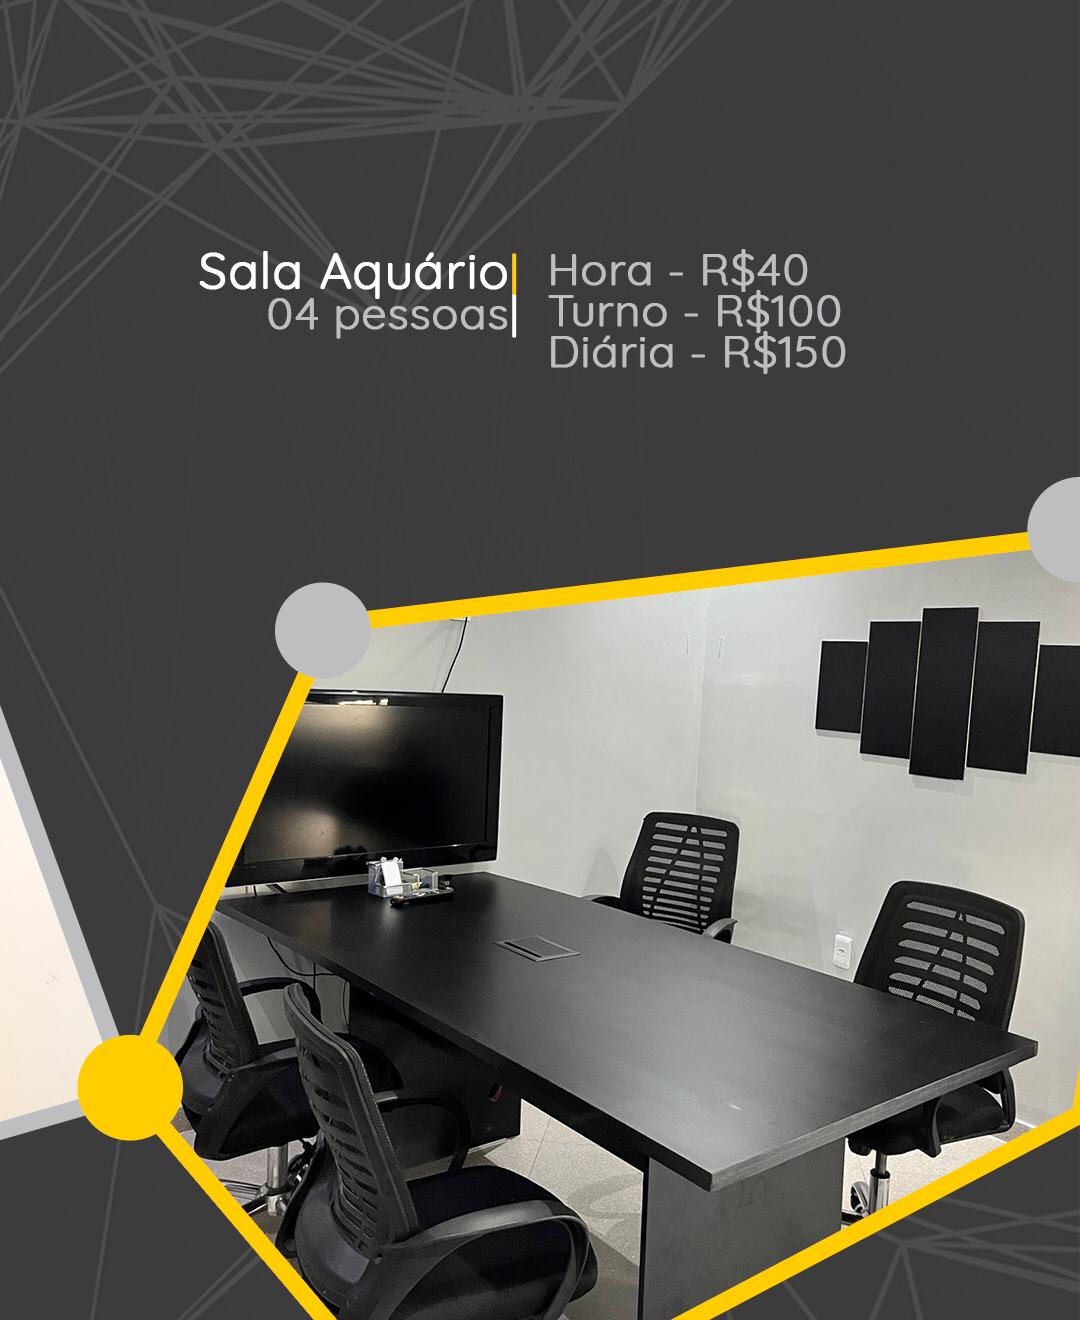 Sala Aquário
04 pessoas
Hora - R$40
Turno - R$100
Diária - R$150